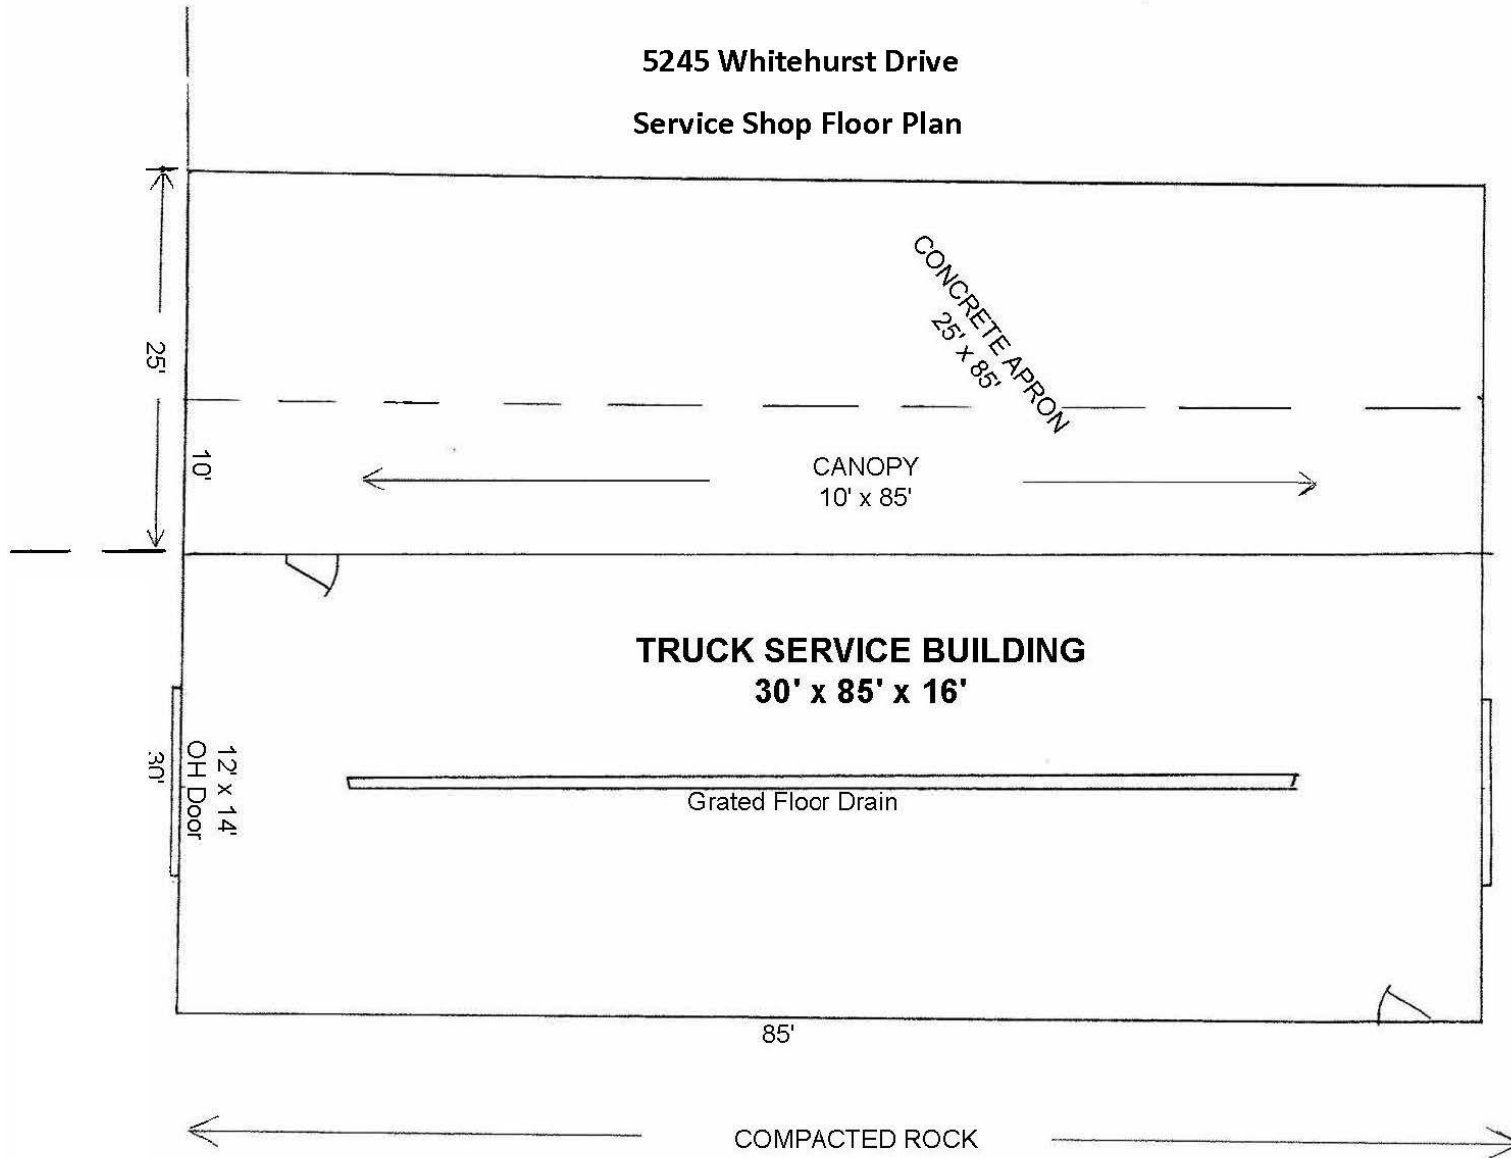 5245 Whitehurst Drive
Service Shop Floor Plan
CONCRETE APRON
25' x 85'
25'
10'
CANOPY
10' x 85'
TRUCK SERVICE BUILDING
30' x 85' x 16'
30'
12' x 14'
OH Door
Grated Floor Drain
85'
COMPACTED ROCK